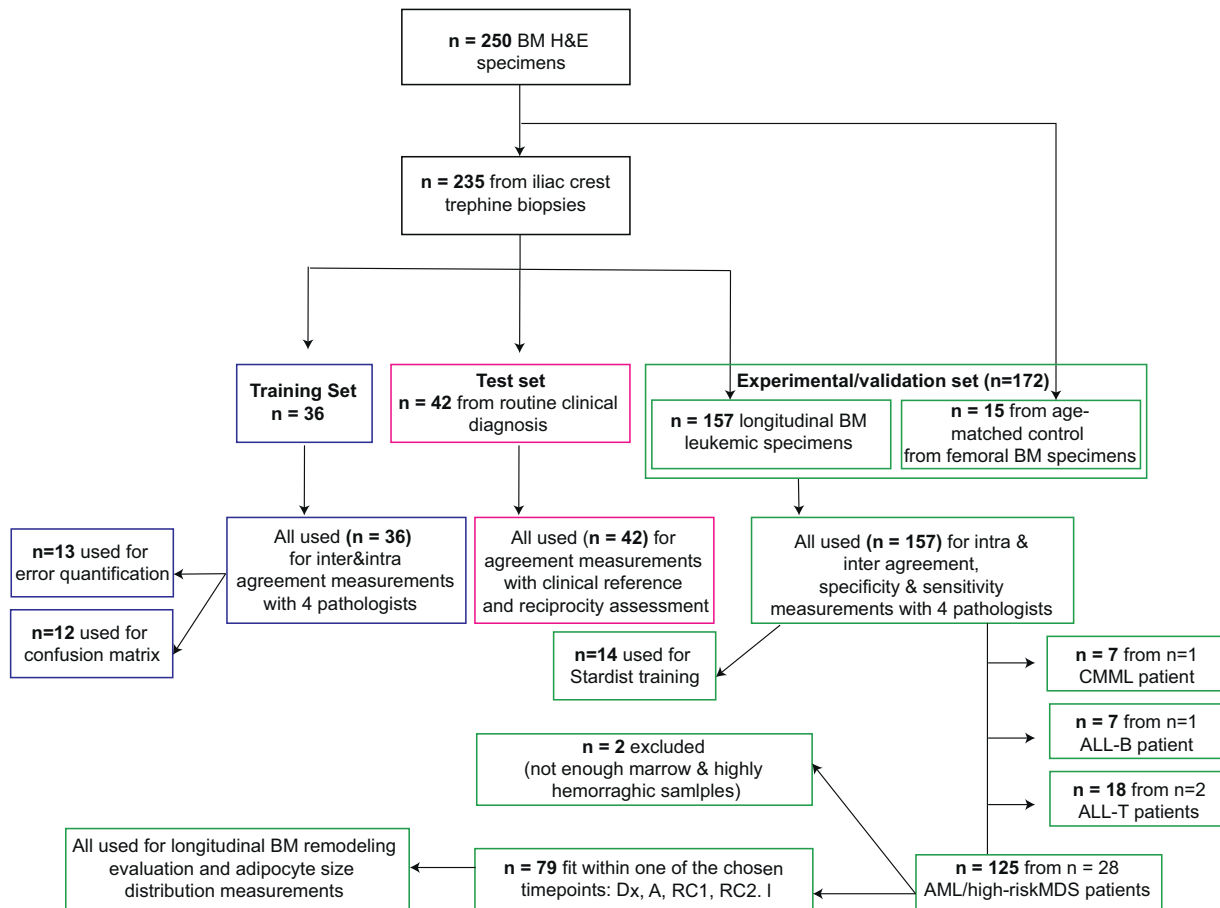 n = 250 BM H&E
specimens
n = 235 from iliac crest
trephine biopsies
Training Set
n = 36
Test set
n = 42 from routine clinical
diagnosis
Experimental/validation set (n=172)
n = 157 longitudinal BM
leukemic specimens
n = 15 from age-
matched control
from femoral BM specimens
n=13 used for
error quantification
n=12 used for
confusion matrix
All used (n = 36)
for inter&intra
agreement measurements
with 4 pathologists
All used (n = 42) for
agreement measurements
with clinical reference
and reciprocity assessment
All used (n = 157) for intra &
inter agreement,
specificity & sensitivity
measurements with 4 pathologists
n=14 used for
Stardist training
n = 7 from n=1
CMML patient
n = 7 from n=1
ALL-B patient
n = 18 from n=2
ALL-T patients
n = 2 excluded
(not enough marrow & highly
hemorraghic samlples)
All used for longitudinal BM remodeling
evaluation and adipocyte size
distribution measurements
n = 79 fit within one of the chosen
timepoints: Dx, A, RC1, RC2. I
n = 125 from n = 28
AML/high-riskMDS patients